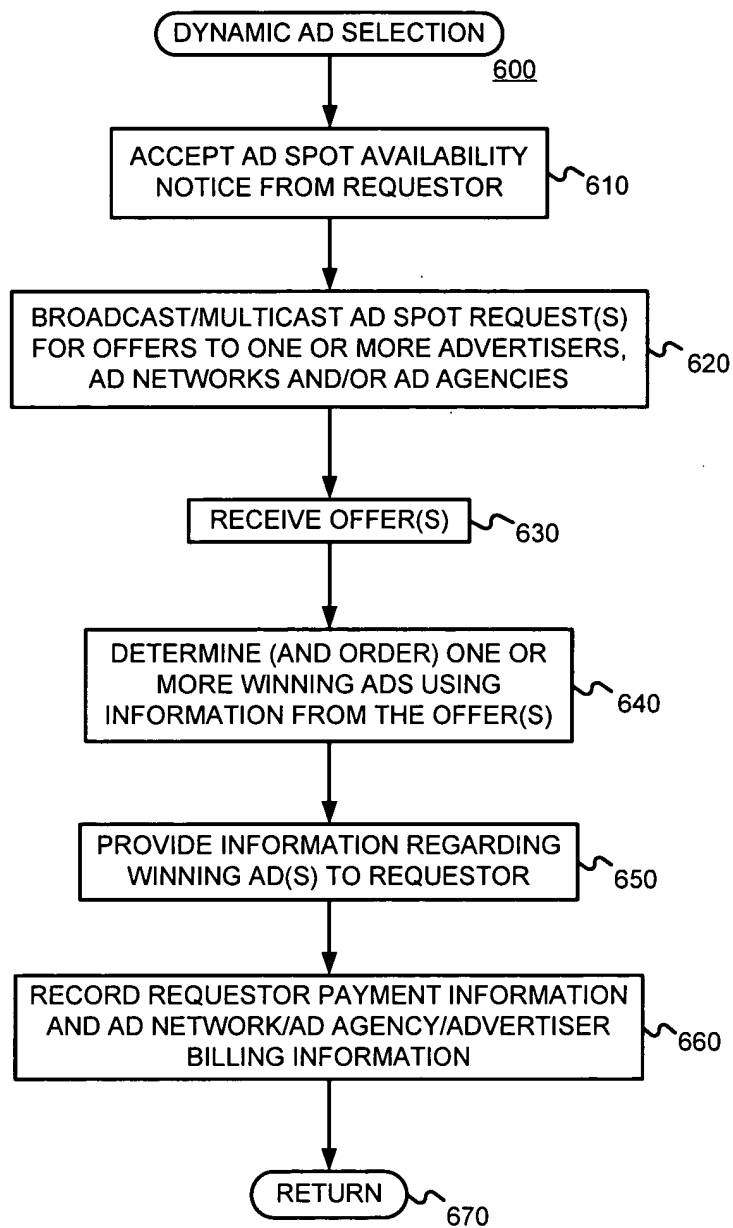 DYNAMIC AD SELECTION
600
ACCEPT AD SPOT AVAILABILITY
NOTICE FROM REQUESTOR
610
BROADCAST/MULTICAST AD SPOT REQUEST(S)
FOR OFFERS TO ONE OR MORE ADVERTISERS,
AD NETWORKS AND/OR AD AGENCIES
620
RECEIVE OFFER(S)
630
DETERMINE (AND ORDER) ONE OR
MORE WINNING ADS USING
INFORMATION FROM THE OFFER(S)
640
PROVIDE INFORMATION REGARDING
WINNING AD(S) TO REQUESTOR
650
RECORD REQUESTOR PAYMENT INFORMATION
AND AD NETWORK/AD AGENCY/ADVERTISER
BILLING INFORMATION
660
RETURN
670